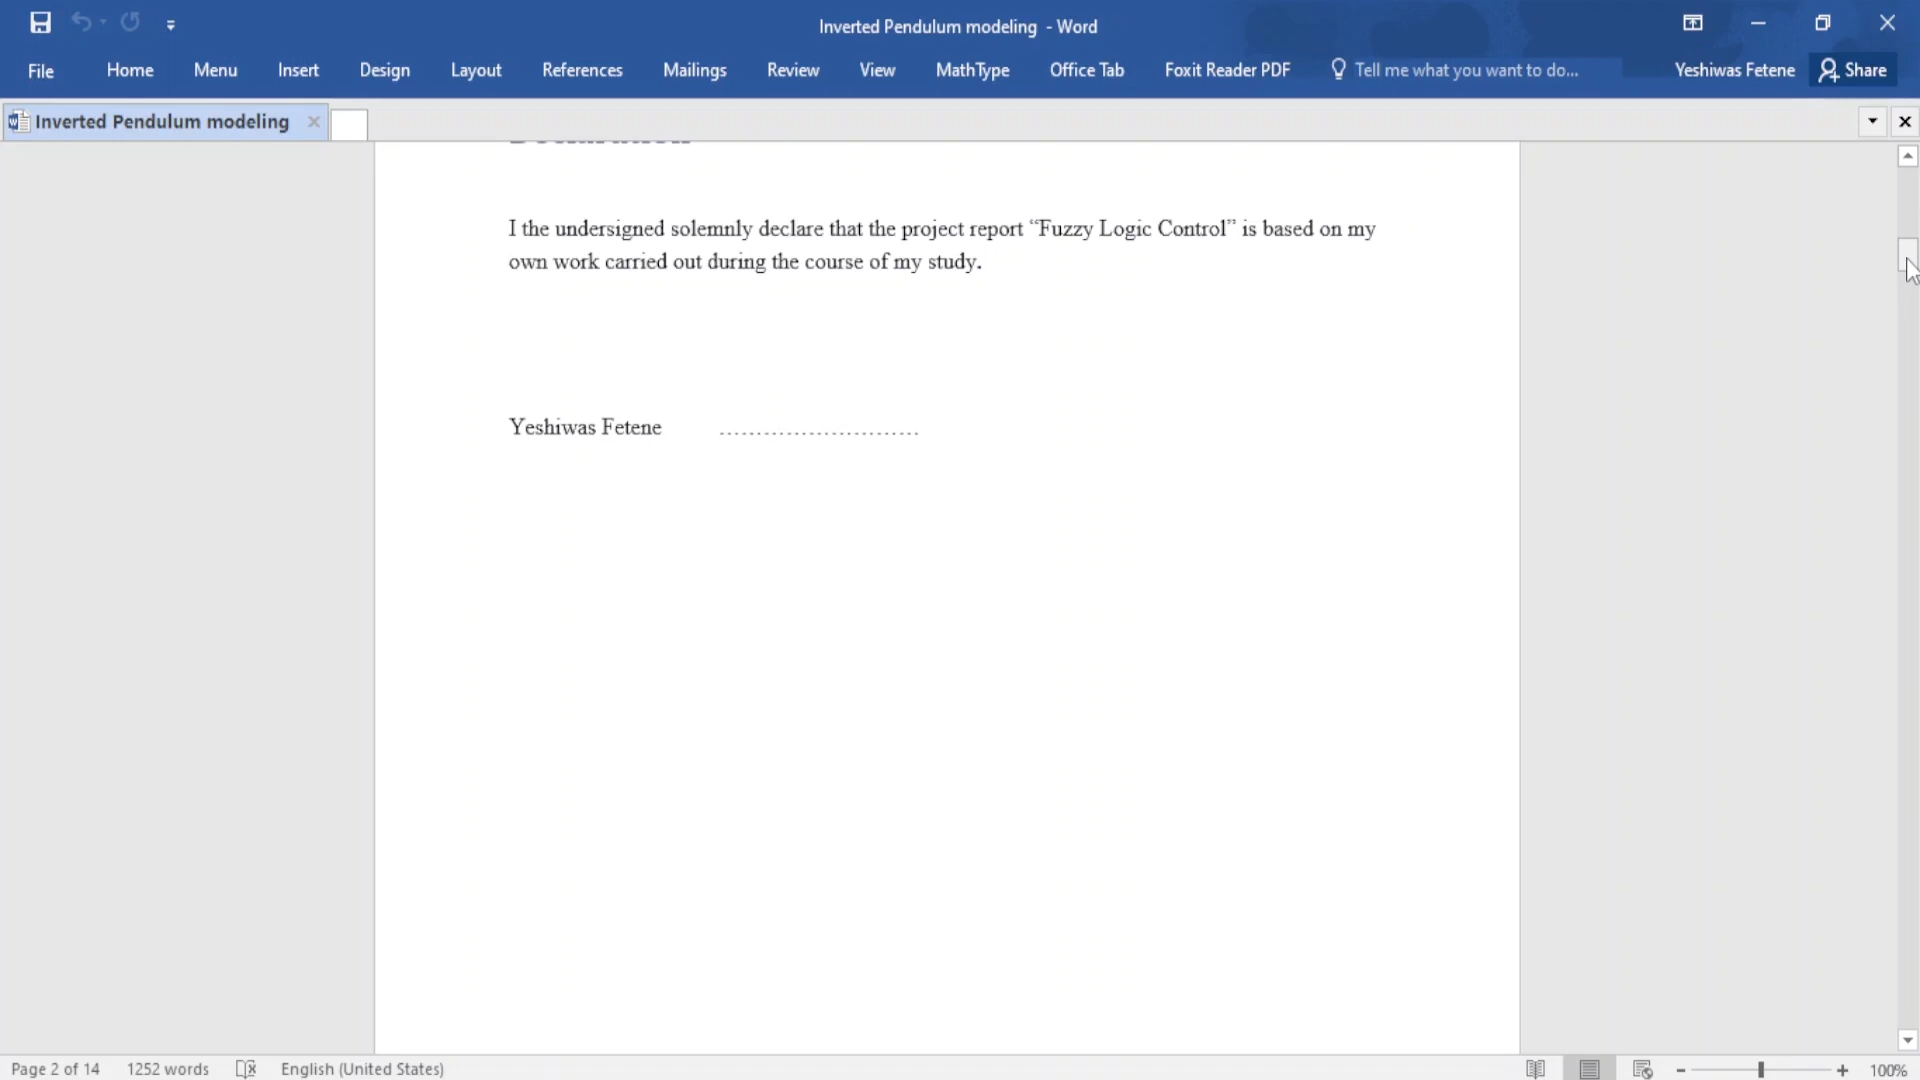 Inverted Pendulum modeling - Word
File Home Menu Insert Design Layout References Mailings Review View MathType Office Tab Foxit Reader PDF Tell me what you want to do... Yeshiwas Fetene Share
Inverted Pendulum modeling
I the undersigned solemnly declare that the project report “Fuzzy Logic Control” is based on my
own work carried out during the course of my study.
Yeshiwas Fetene ...........................
Page 2 of 14 1252 words English (United States) 100%